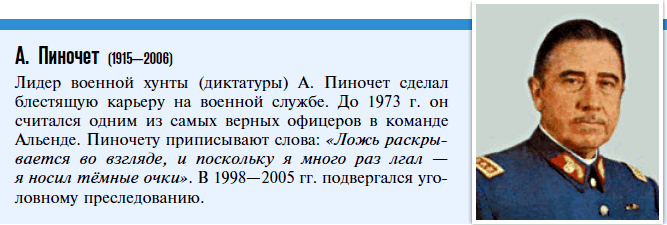 А. Пиночет (1915—2006)
Лидер военной хунты (диктатуры) А. Пиночет сделал
блестящую карьеру на военной службе. До 1973 г. он
считался одним из самых верных офицеров в команде
Альенде. Пиночету приписывают слова: «Ложь раскры-
вается во взгляде, и поскольку я много раз лгал —
я носил тёмные очки». В 1998—2005 гг. подвергался уго-
ловному преследованию.